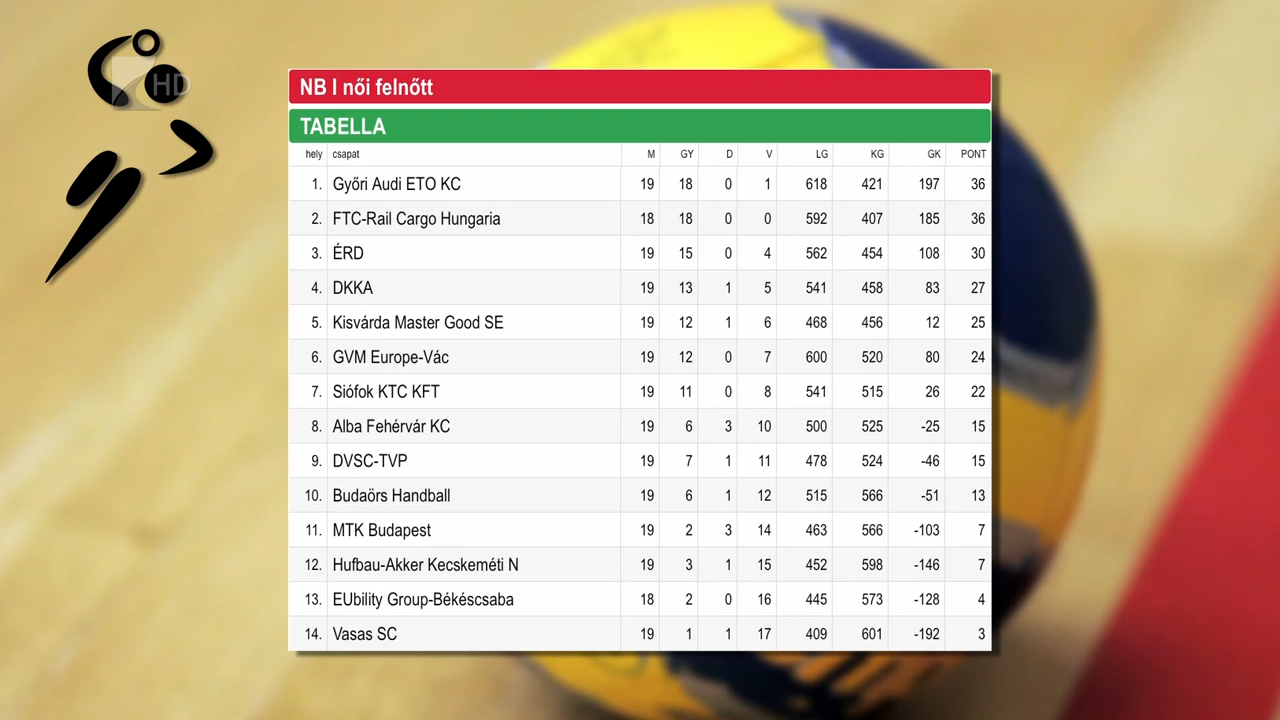 HD
NB I női felnőtt
TABELLA
hely csapat M GY D V LG KG GK PONT
1. Győri Audi ETO KC 19 18 0 1 618 421 197 36
2. FTC-Rail Cargo Hungaria 18 18 0 0 592 407 185 36
3. ÉRD 19 15 0 4 562 454 108 30
4. DKKA 19 13 1 5 541 458 83 27
5. Kisvárda Master Good SE 19 12 1 6 468 456 12 25
6. GVM Europe-Vác 19 12 0 7 600 520 80 24
7. Siófok KTC KFT 19 11 0 8 541 515 26 22
8. Alba Fehérvár KC 19 6 3 10 500 525 -25 15
9. DVSC-TVP 19 7 1 11 478 524 -46 15
10. Budaörs Handball 19 6 1 12 515 566 -51 13
11. MTK Budapest 19 2 3 14 463 566 -103 7
12. Hufbau-Akker Kecskeméti N 19 3 1 15 452 598 -146 7
13. EUbility Group-Békéscsaba 18 2 0 16 445 573 -128 4
14. Vasas SC 19 1 1 17 409 601 -192 3